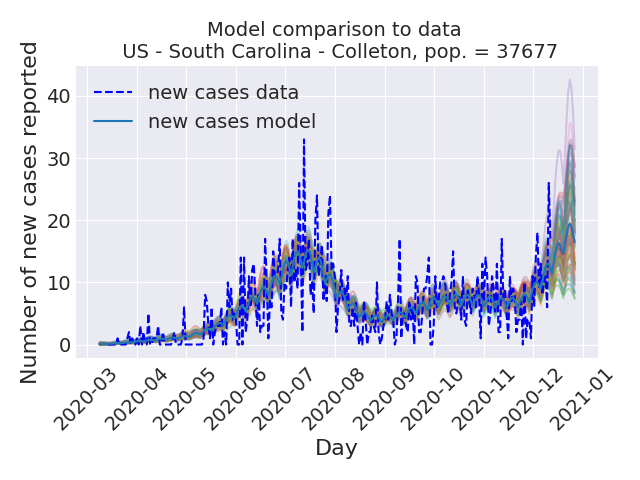 Model comparison to data
US - South Carolina - Colleton, pop. = 37677
Number of new cases reported
new cases data
new cases model
40
30
20
10
0
2020-03
2020-04
2020-05
2020-06
2020-07
2020-08
2020-09
2020-10
2020-11
2020-12
2021-01
Day